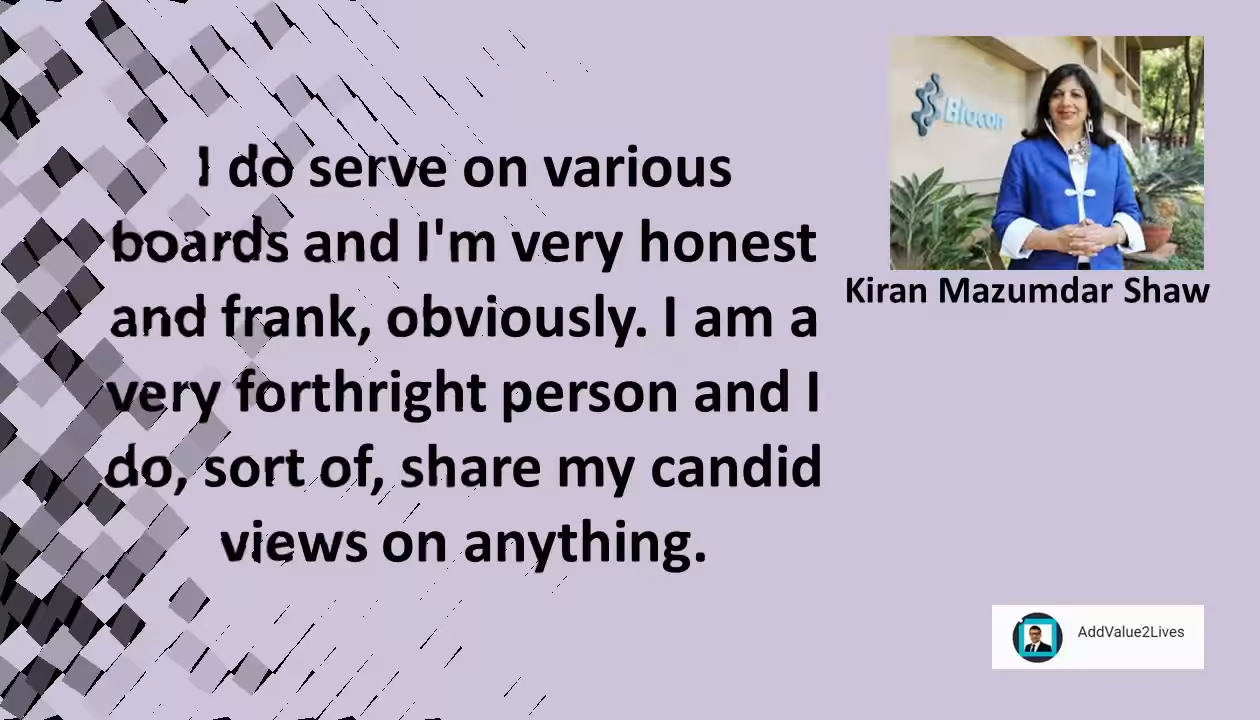 I do serve on various
boards and I'm very honest
and frank, obviously. I am a
very forthright person and I
do, sort of, share my candid
views on anything.
Biocon
Kiran Mazumdar Shaw
AddValue2Lives